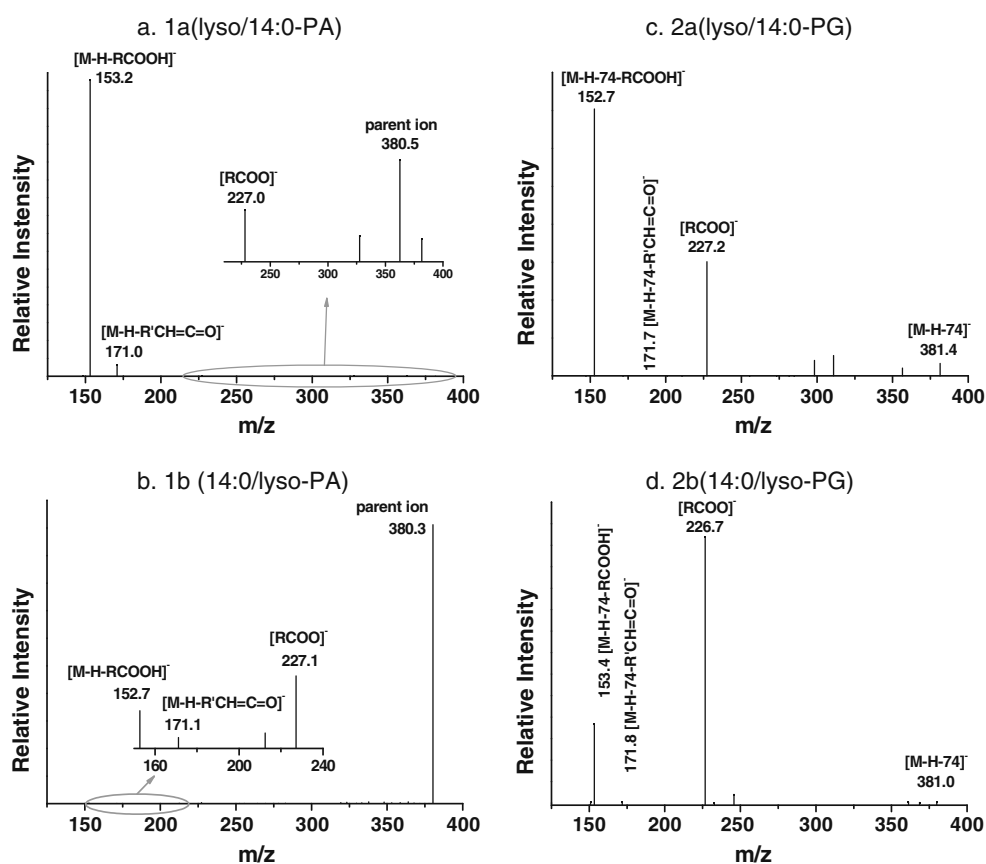 a. 1a(lyso/14:0-PA)
[M-H-RCOOH]-
153.2
parent ion
380.5
[RCOO]-
227.0
250 300 350 400
[M-H-R'CH=C=O]-
171.0
Relative Instensity
150 200 250 300 350 400
m/z
c. 2a(lyso/14:0-PG)
[M-H-74-RCOOH]-
152.7
171.7 [M-H-74-R'CH=C=O]-
[RCOO]-
227.2
[M-H-74]-
381.4
Relative Intensity
150 200 250 300 350 400
m/z
b. 1b (14:0/lyso-PA)
parent ion
380.3
[RCOO]-
227.1
[M-H-RCOOH]-
152.7
[M-H-R'CH=C=O]-
171.1
160 200 240
Relative Intensity
150 200 250 300 350 400
m/z
d. 2b(14:0/lyso-PG)
[RCOO]-
226.7
153.4 [M-H-74-RCOOH]-
171.8 [M-H-74-R'CH=C=O]-
[M-H-74]-
381.0
Relative Intensity
150 200 250 300 350 400
m/z